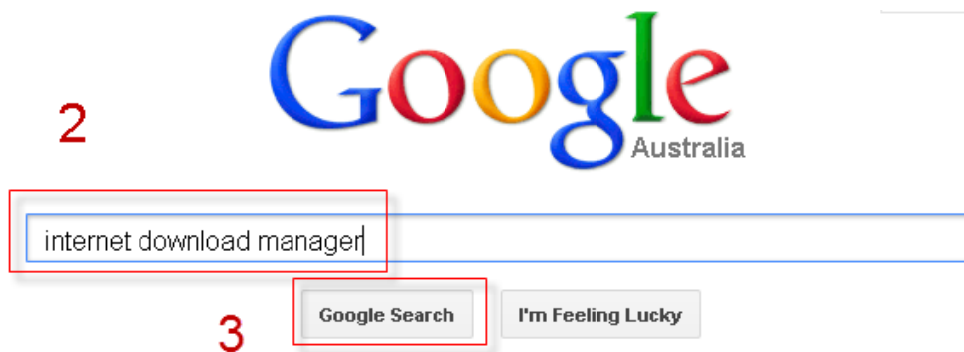 Google
Australia
2
internet download manager
3
Google Search
I'm Feeling Lucky